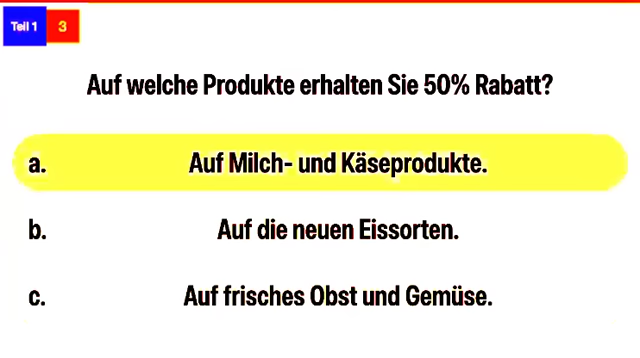 Teil 1 3
Auf welche Produkte erhalten Sie 50% Rabatt?
a. Auf Milch- und Käseprodukte.
b. Auf die neuen Eissorten.
c. Auf frisches Obst und Gemüse.